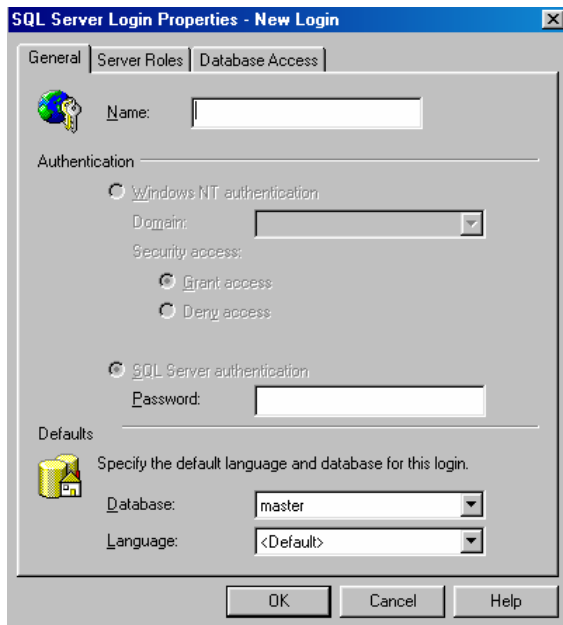 SQL Server Login Properties - New Login
General Server Roles Database Access
Name:
Authentication
Windows NT authentication
Domain:
Security access:
Grant access
Deny access
SQL Server authentication
Password:
Defaults
Specify the default language and database for this login.
Database: master
Language: <Default>
OK Cancel Help